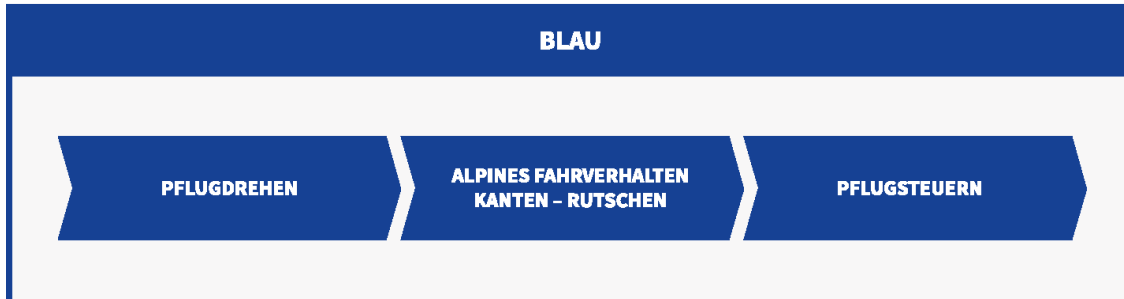 BLAU
PFLUGDREHEN
ALPINES FAHRVERHALTEN
KANTEN – RUTSCHEN
PFLUGSTEUERN